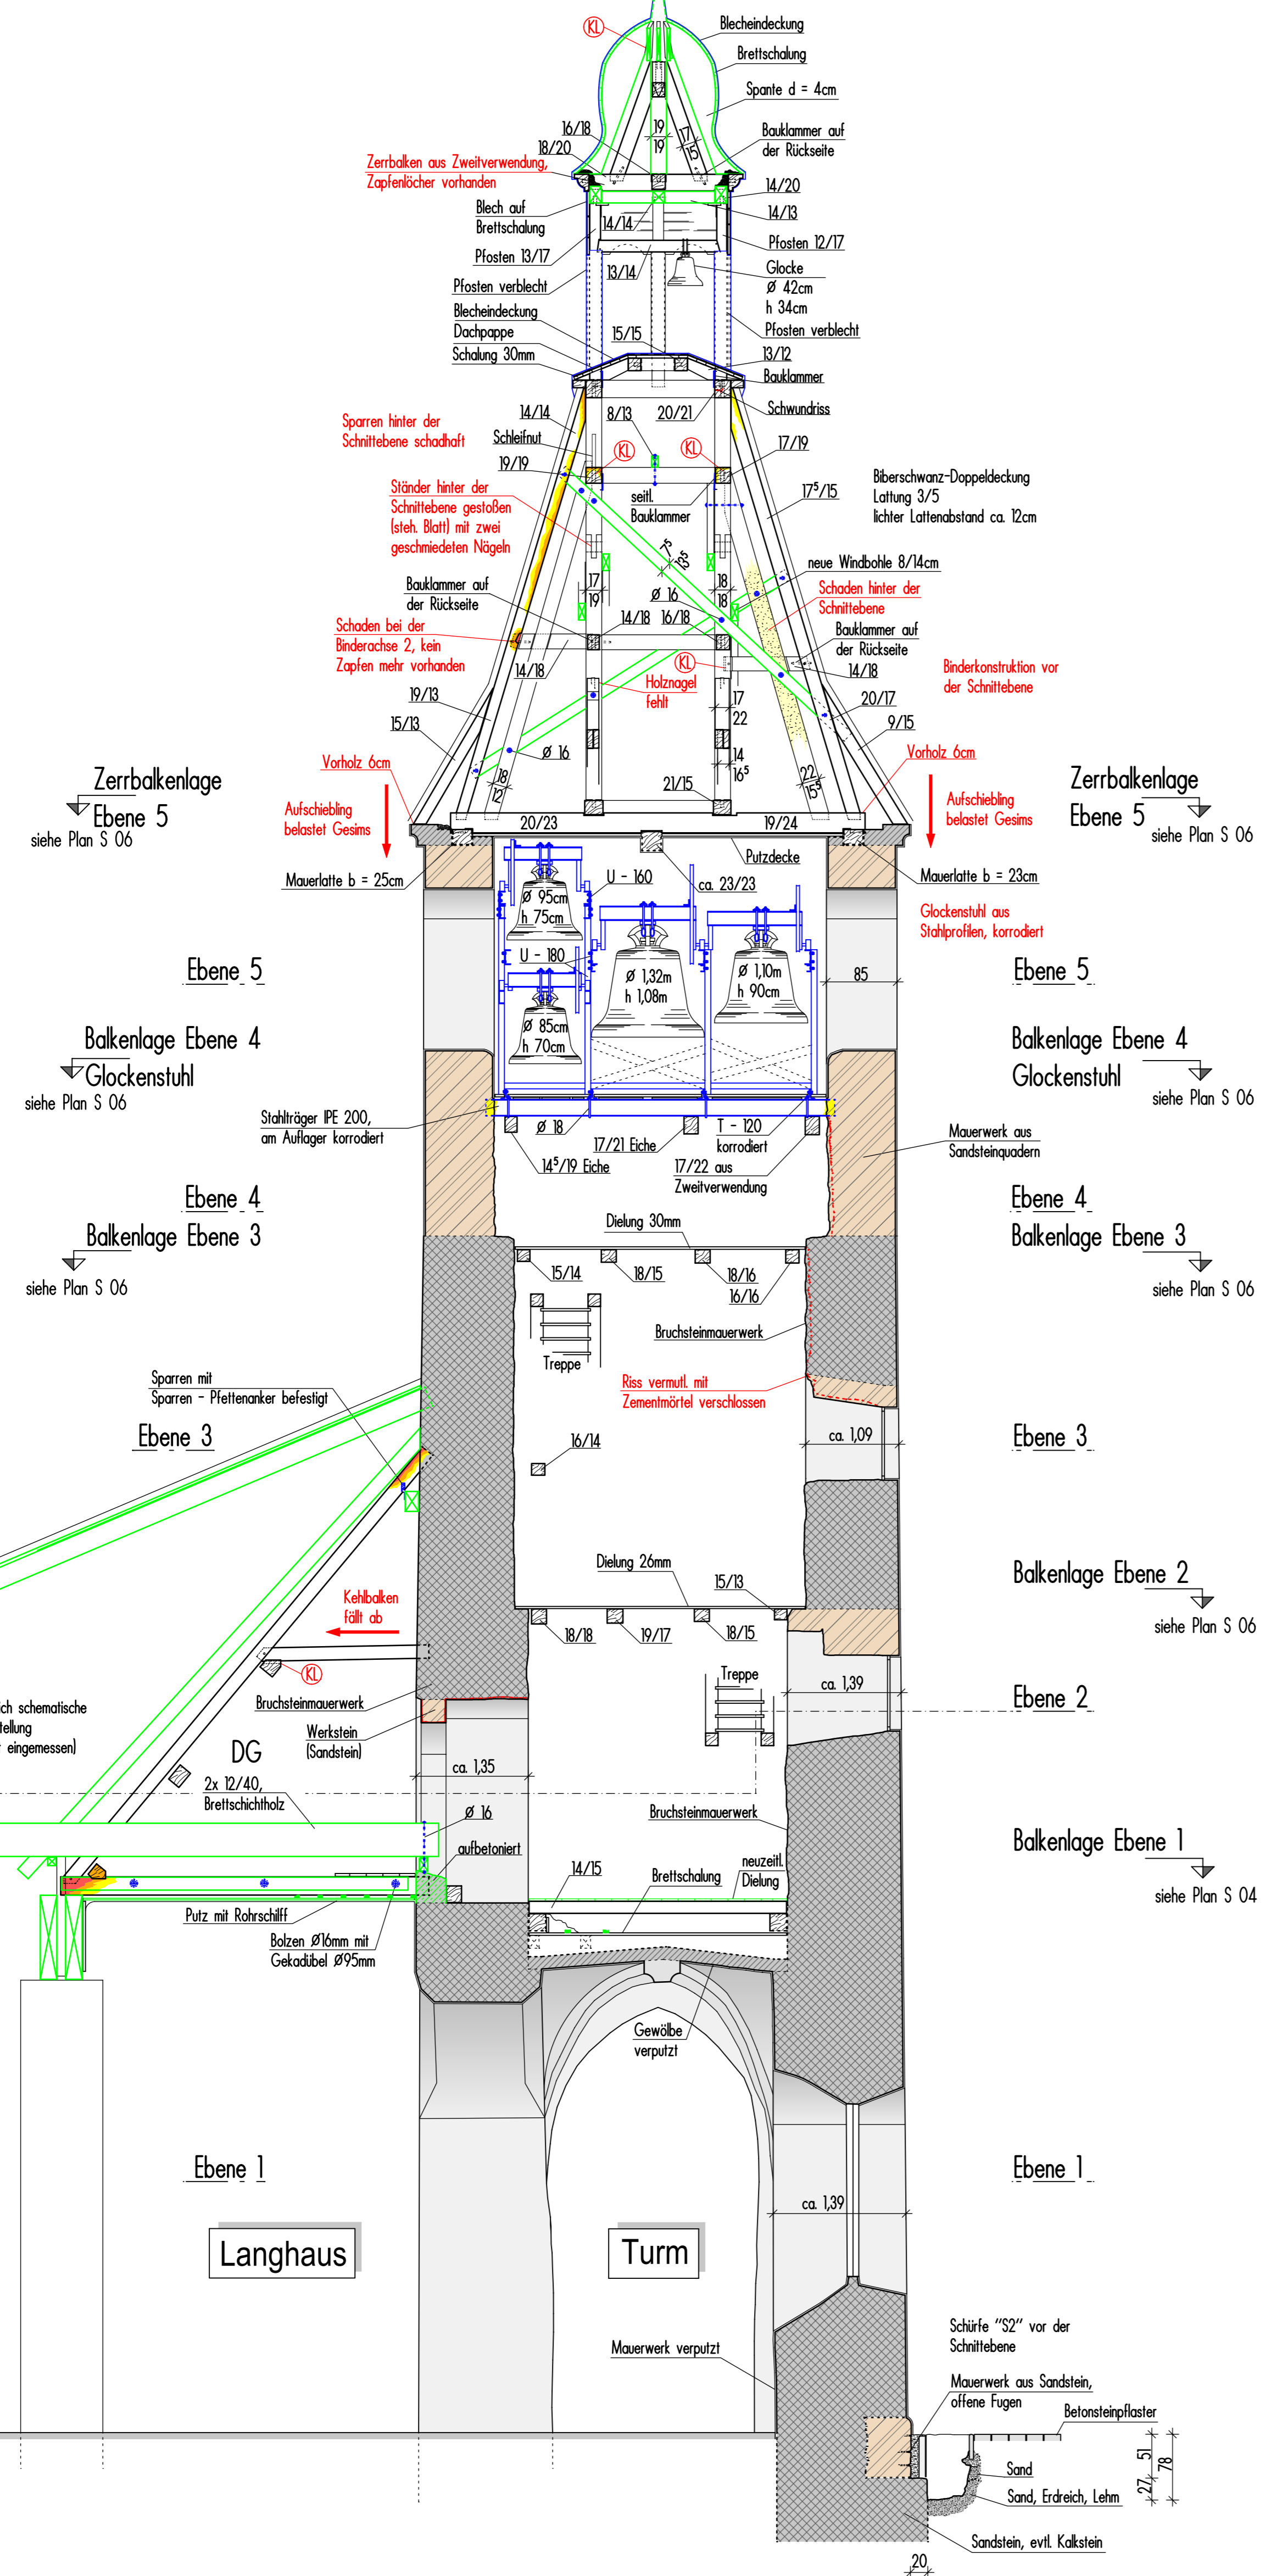 KL
Blecheindeckung
Brettschalung
Spante d = 4cm
16/18
19
19
17
15
Bauklammer auf
der Rückseite
18/20
Zerrbalken aus Zweitverwendung,
Zapfenlöcher vorhanden
14/20
Blech auf
Brettschalung
14/14
14/13
Pfosten 13/17
Pfosten 12/17
13/14
Glocke
Ø 42cm
h 34cm
Pfosten verblecht
Blecheindeckung
Dachpappe
Schalung 30mm
15/15
Pfosten verblecht
13/12
Bauklammer
14/14
8/13
20/21
Schwundriss
Sparren hinter der
Schnittebene schadhaft
Schleifnut
KL
KL
17/19
19/19
Ständer hinter der
Schnittebene gestoßen
(steh. Blatt) mit zwei
geschmiedeten Nägeln
seitl.
Bauklammer
17⁵/15
Biberschwanz-Doppeldeckung
Lattung 3/5
lichter Lattenabstand ca. 12cm
7⁵
12⁵
neue Windbohle 8/14cm
Bauklammer auf
der Rückseite
17
19
Ø 16
18
18
Schaden hinter der
Schnittebene
14/18
16/18
Schaden bei der
Binderachse 2, kein
Zapfen mehr vorhanden
Bauklammer auf
der Rückseite
14/18
KL
14/18
Binderkonstruktion vor
der Schnittebene
Holznagel
fehlt
19/13
15/13
17
22
20/17
9/15
Ø 16
14
16⁵
Vorholz 6cm
Vorholz 6cm
18
12
21/15
22
15⁵
Zerrbalkenlage
Ebene 5
siehe Plan S 06
Aufschiebling
belastet Gesims
20/23
19/24
Aufschiebling
belastet Gesims
Zerrbalkenlage
Ebene 5
siehe Plan S 06
Putzdecke
Mauerlatte b = 25cm
U - 160
ca. 23/23
Mauerlatte b = 23cm
Ø 95cm
h 75cm
Glockenstuhl aus
Stahlprofilen, korrodiert
U - 180
Ebene 5
Ø 1,32m
h 1,08m
Ø 1,10m
h 90cm
85
Ebene 5
Ø 85cm
h 70cm
Balkenlage Ebene 4
Glockenstuhl
siehe Plan S 06
Balkenlage Ebene 4
Glockenstuhl
siehe Plan S 06
Stahlträger IPE 200,
am Auflager korrodiert
Ø 18
17/21 Eiche
T - 120
korrodiert
Mauerwerk aus
Sandsteinquadern
14⁵/19 Eiche
17/22 aus
Zweitverwendung
Ebene 4
Ebene 4
Balkenlage Ebene 3
siehe Plan S 06
Dielung 30mm
Balkenlage Ebene 3
siehe Plan S 06
15/14
18/15
18/16
16/16
Treppe
Bruchsteinmauerwerk
Sparren mit
Sparren - Pfettenanker befestigt
Riss vermutl. mit
Zementmörtel verschlossen
Ebene 3
16/14
ca. 1,09
Ebene 3
Dielung 26mm
15/13
Balkenlage Ebene 2
siehe Plan S 06
Kehlbalken
fällt ab
18/18
19/17
18/15
KL
Treppe
ca. 1,39
Ebene 2
ich schematische
tellung
eingemessen)
Bruchsteinmauerwerk
Werkstein
(Sandstein)
DG
2x 12/40,
Brettschichtholz
ca. 1,35
Ø 16
Bruchsteinmauerwerk
Balkenlage Ebene 1
siehe Plan S 04
aufbetoniert
14/15
Brettschalung
neuzeitl.
Dielung
Putz mit Rohrschilff
Bolzen Ø16mm mit
Gekadübel Ø95mm
Gewölbe
verputzt
Ebene 1
Ebene 1
ca. 1,39
Langhaus
Turm
Schürfe "S2" vor der
Schnittebene
Mauerwerk verputzt
Mauerwerk aus Sandstein,
offene Fugen
Betonsteinpflaster
51
78
27
Sand
Sand, Erdreich, Lehm
Sandstein, evtl. Kalkstein
20